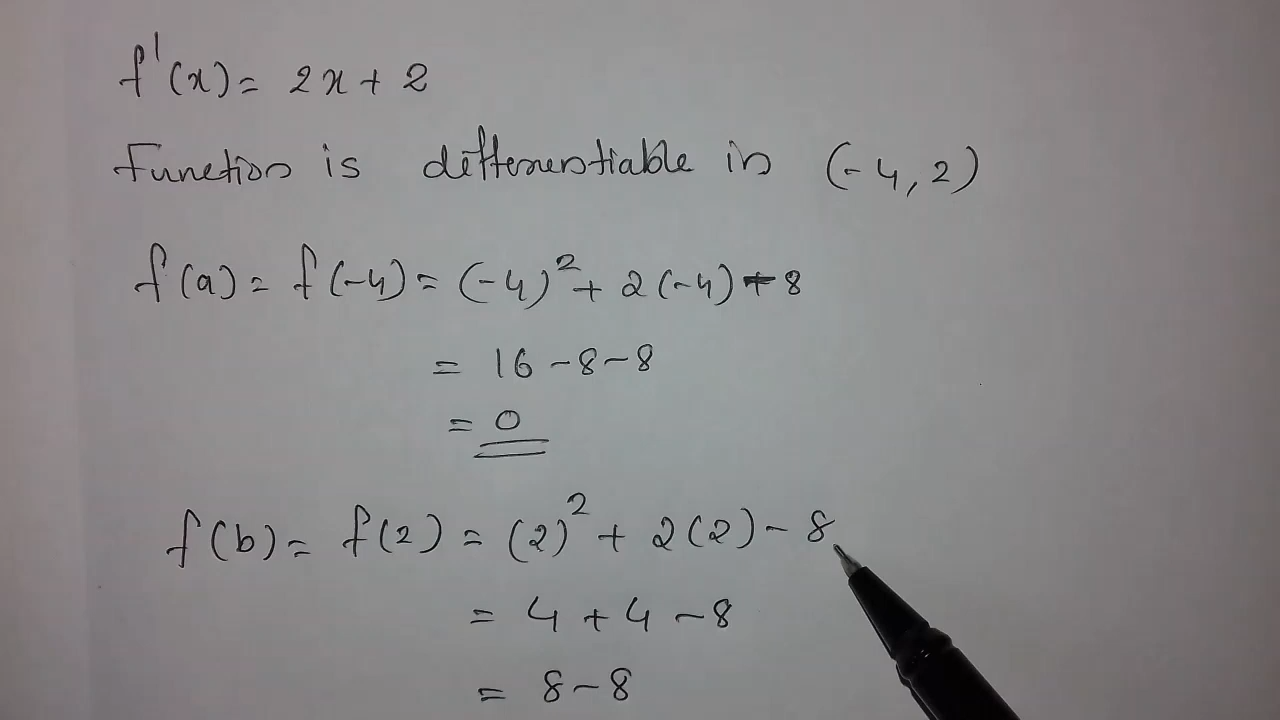 f'(x) = 2x + 2
Function is differentiable in (-4, 2)
f(a) = f(-4) = (-4)² + 2(-4) - 8
= 16 - 8 - 8
= 0
f(b) = f(2) = (2)² + 2(2) - 8
= 4 + 4 - 8
= 8 - 8